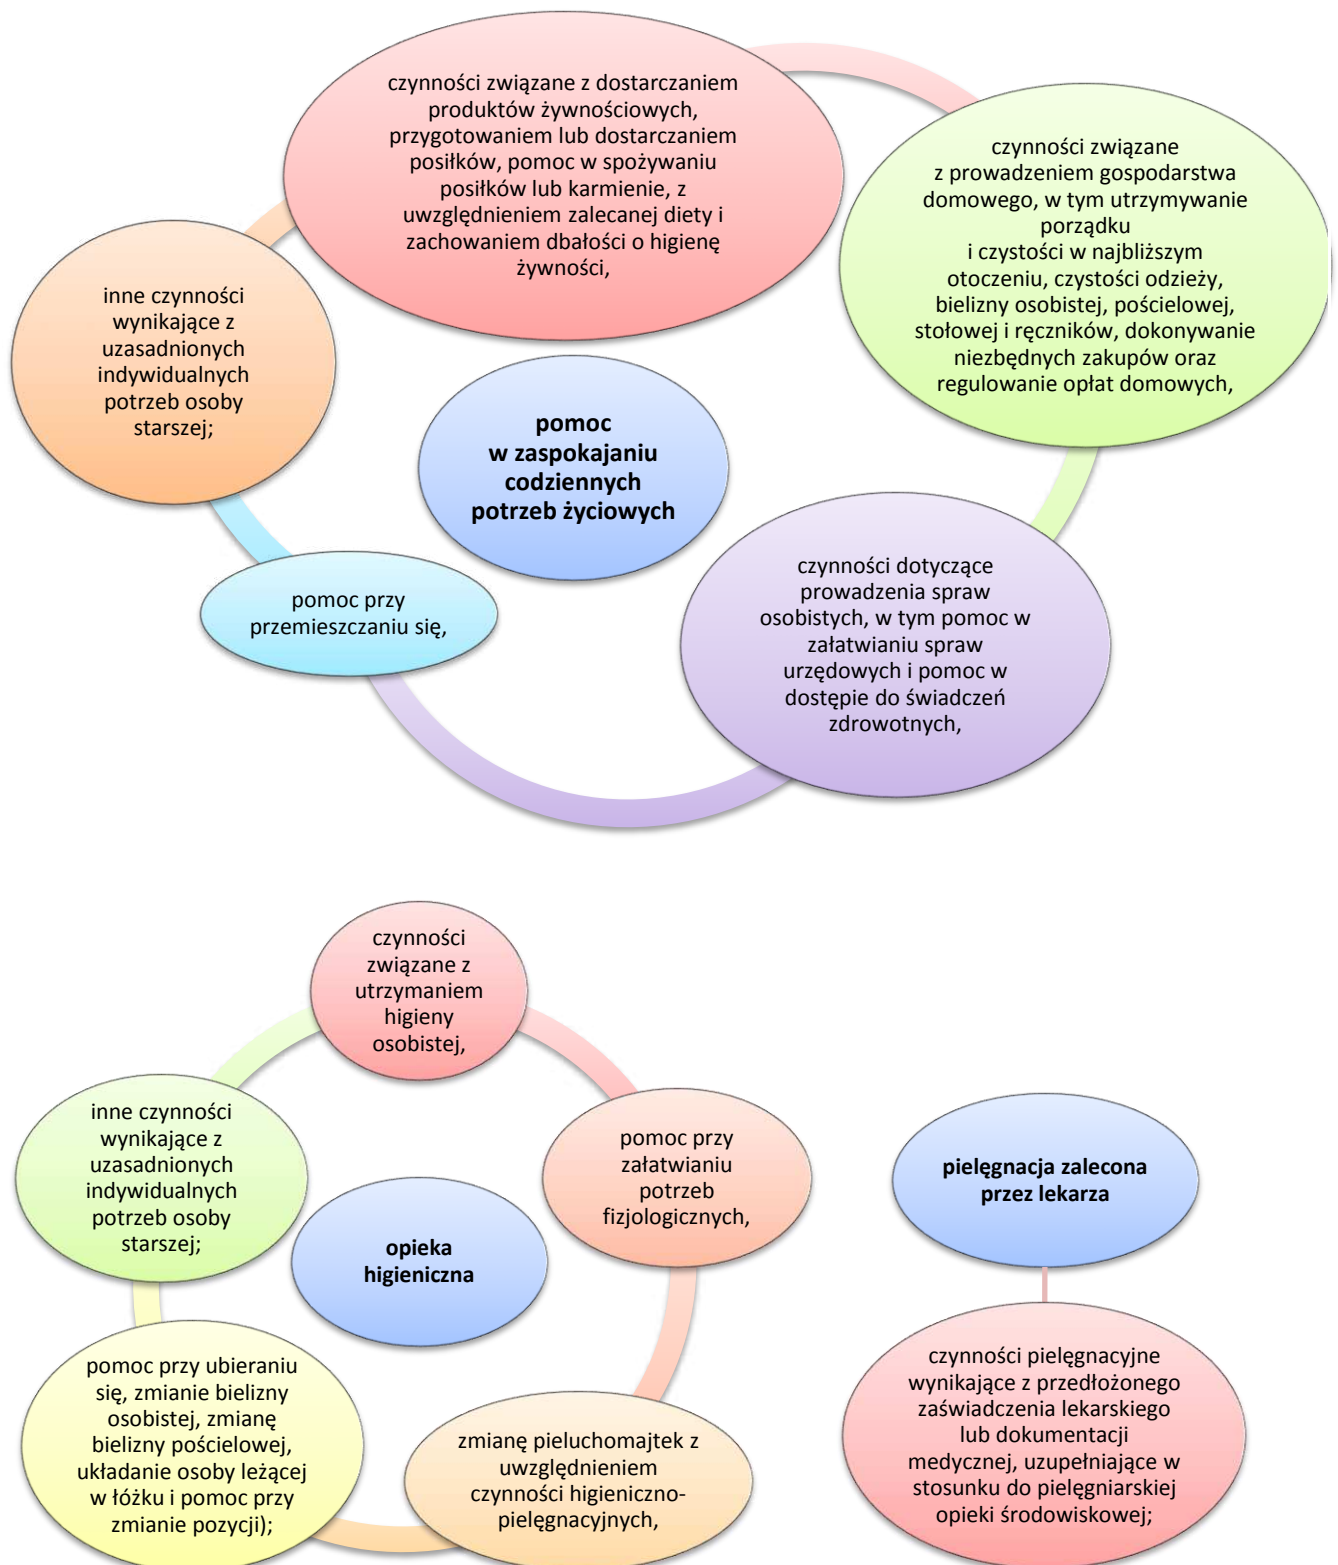 czynności związane z dostarczaniem
produktów żywnościowych,
przygotowaniem lub dostarczaniem
posiłków, pomoc w spożywaniu
posiłków lub karmienie, z
uwzględnieniem zalecanej diety i
zachowaniem dbałości o higienę
żywności,
czynności związane
z prowadzeniem gospodarstwa
domowego, w tym utrzymywanie
porządku
i czystości w najbliższym
otoczeniu, czystości odzieży,
bielizny osobistej, pościelowej,
stołowej i ręczników, dokonywanie
niezbędnych zakupów oraz
regulowanie opłat domowych,
inne czynności
wynikające z
uzasadnionych
indywidualnych
potrzeb osoby
starszej;
pomoc
w zaspokajaniu
codziennych
potrzeb życiowych
czynności dotyczące
prowadzenia spraw
osobistych, w tym pomoc w
załatwianiu spraw
urzędowych i pomoc w
dostępie do świadczeń
zdrowotnych,
pomoc przy
przemieszczaniu się,
czynności
związane z
utrzymaniem
higieny
osobistej,
inne czynności
wynikające z
uzasadnionych
indywidualnych
potrzeb osoby
starszej;
pomoc przy
załatwianiu
potrzeb
fizjologicznych,
pielęgnacja zalecona
przez lekarza
opieka
higieniczna
pomoc przy ubieraniu
się, zmianie bielizny
osobistej, zmianę
bielizny pościelowej,
układanie osoby leżącej
w łóżku i pomoc przy
zmianie pozycji);
zmianę pieluchomajtek z
uwzględnieniem
czynności higieniczno-
pielęgnacyjnych,
czynności pielęgnacyjne
wynikające z przedłożonego
zaświadczenia lekarskiego
lub dokumentacji
medycznej, uzupełniające w
stosunku do pielęgniarskiej
opieki środowiskowej;